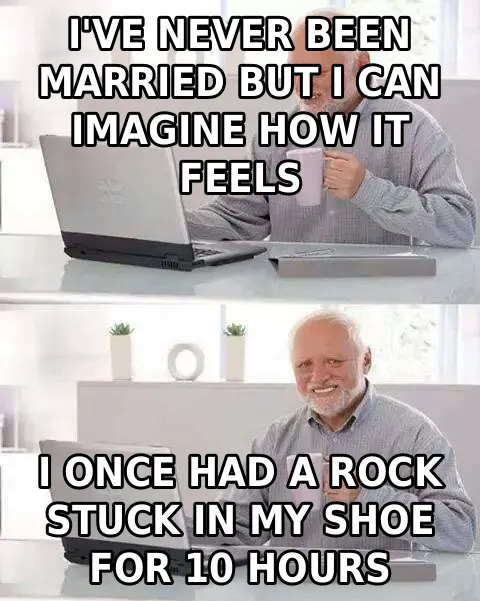 I'VE NEVER BEEN
MARRIED BUT I CAN
IMAGINE HOW IT
FEELS
I ONCE HAD A ROCK
STUCK IN MY SHOE
FOR 10 HOURS